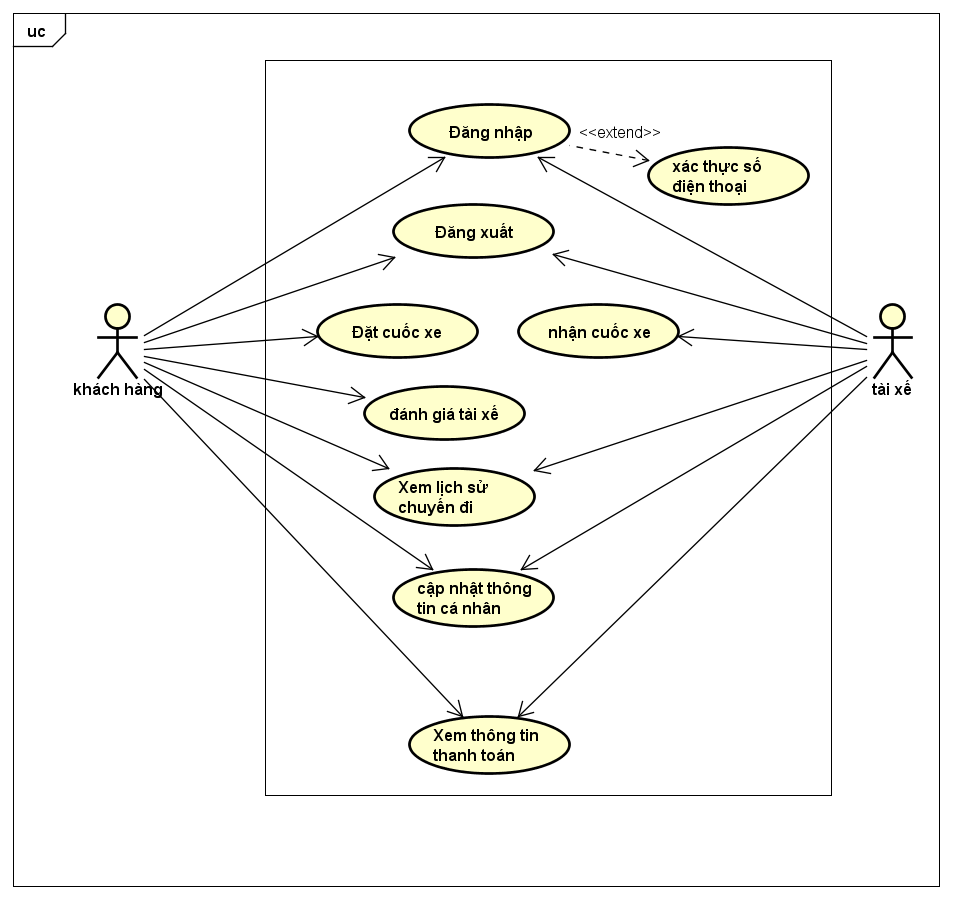 uc
Đăng nhập
<<extend>>
xác thực số
điện thoại
Đăng xuất
Đặt cuốc xe
nhận cuốc xe
khách hàng
tài xế
đánh giá tài xế
Xem lịch sử
chuyến đi
cập nhật thông
tin cá nhân
Xem thông tin
thanh toán